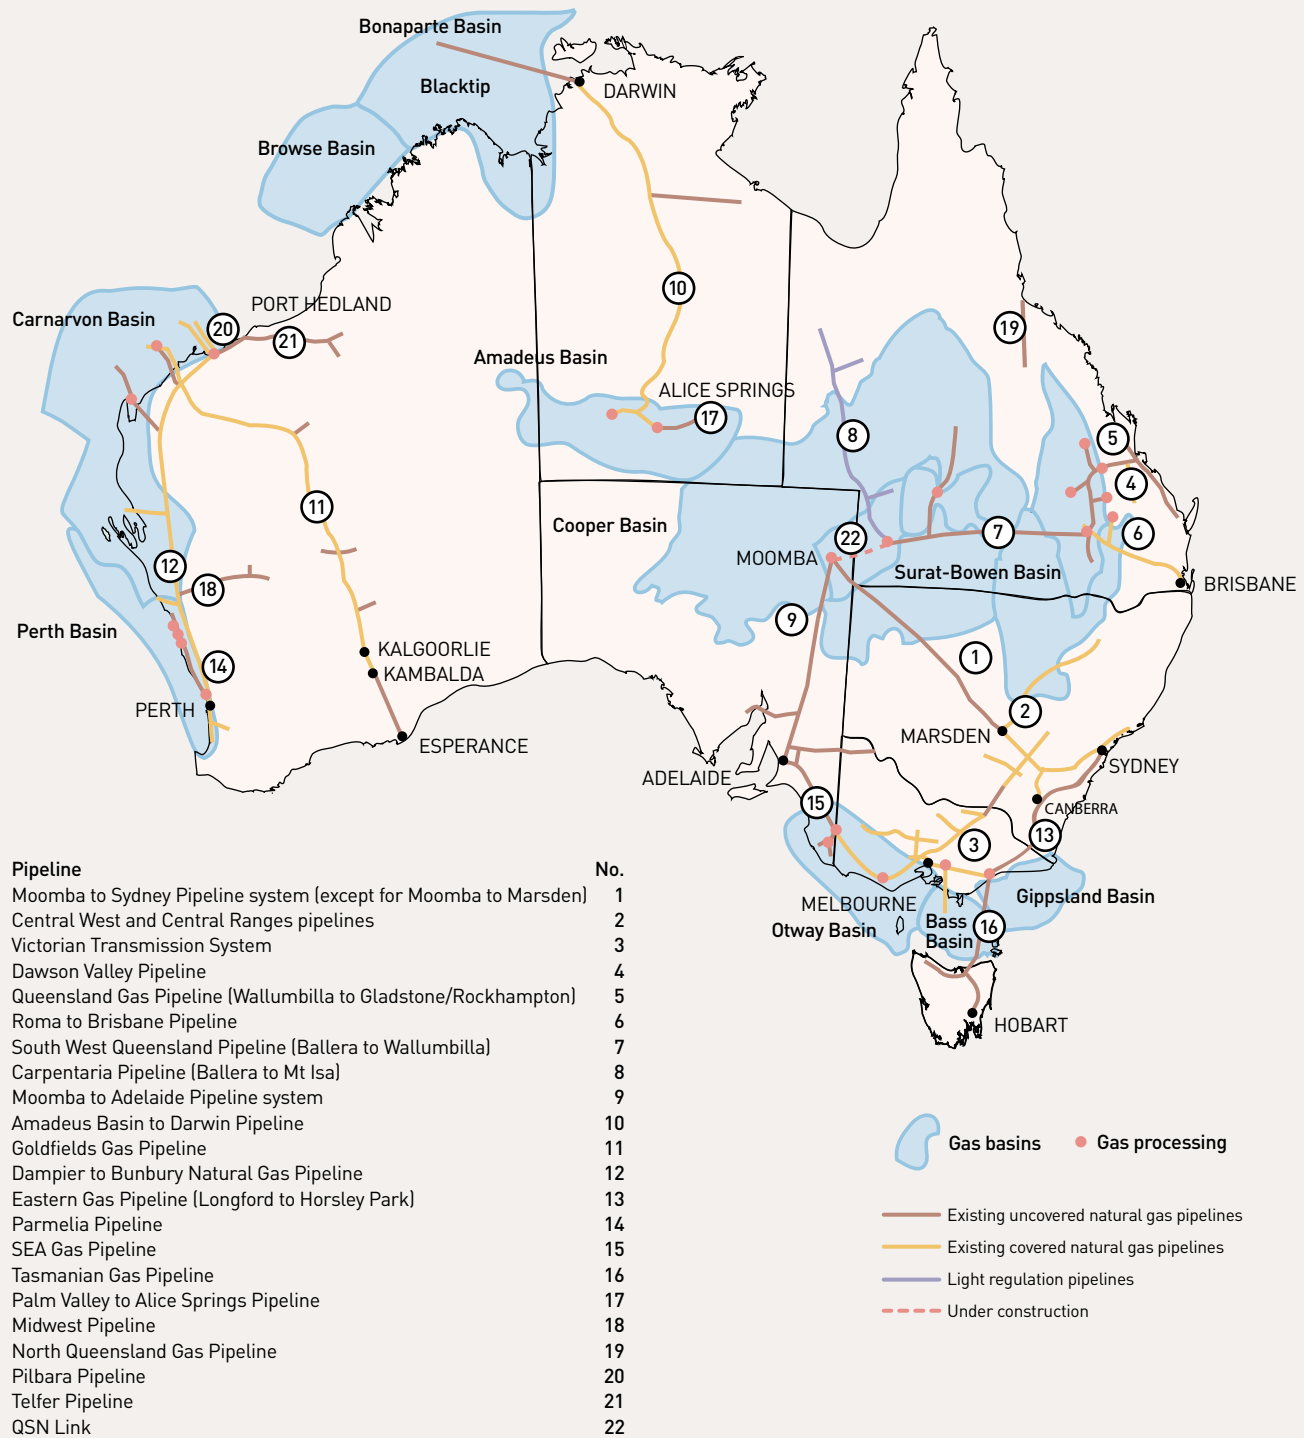 Bonaparte Basin
Blacktip
DARWIN
Browse Basin
PORT HEDLAND
Carnarvon Basin
20
21
10
19
Amadeus Basin
ALICE SPRINGS
17
8
5
4
11
Cooper Basin
22
7
6
MOOMBA
12
Surat-Bowen Basin
18
BRISBANE
9
Perth Basin
KALGOORLIE
1
14
KAMBALDA
PERTH
2
MARSDEN
ESPERANCE
SYDNEY
ADELAIDE
15
CANBERRA
13
3
MELBOURNE
Gippsland Basin
Otway Basin
Bass
Basin
16
HOBART
Pipeline No.
Moomba to Sydney Pipeline system (except for Moomba to Marsden) 1
Central West and Central Ranges pipelines 2
Victorian Transmission System 3
Dawson Valley Pipeline 4
Queensland Gas Pipeline (Wallumbilla to Gladstone/Rockhampton) 5
Roma to Brisbane Pipeline 6
South West Queensland Pipeline (Ballera to Wallumbilla) 7
Carpentaria Pipeline (Ballera to Mt Isa) 8
Moomba to Adelaide Pipeline system 9
Amadeus Basin to Darwin Pipeline 10
Goldfields Gas Pipeline 11
Dampier to Bunbury Natural Gas Pipeline 12
Eastern Gas Pipeline (Longford to Horsley Park) 13
Parmelia Pipeline 14
SEA Gas Pipeline 15
Tasmanian Gas Pipeline 16
Palm Valley to Alice Springs Pipeline 17
Midwest Pipeline 18
North Queensland Gas Pipeline 19
Pilbara Pipeline 20
Telfer Pipeline 21
QSN Link 22
Gas basins
Gas processing
Existing uncovered natural gas pipelines
Existing covered natural gas pipelines
Light regulation pipelines
Under construction